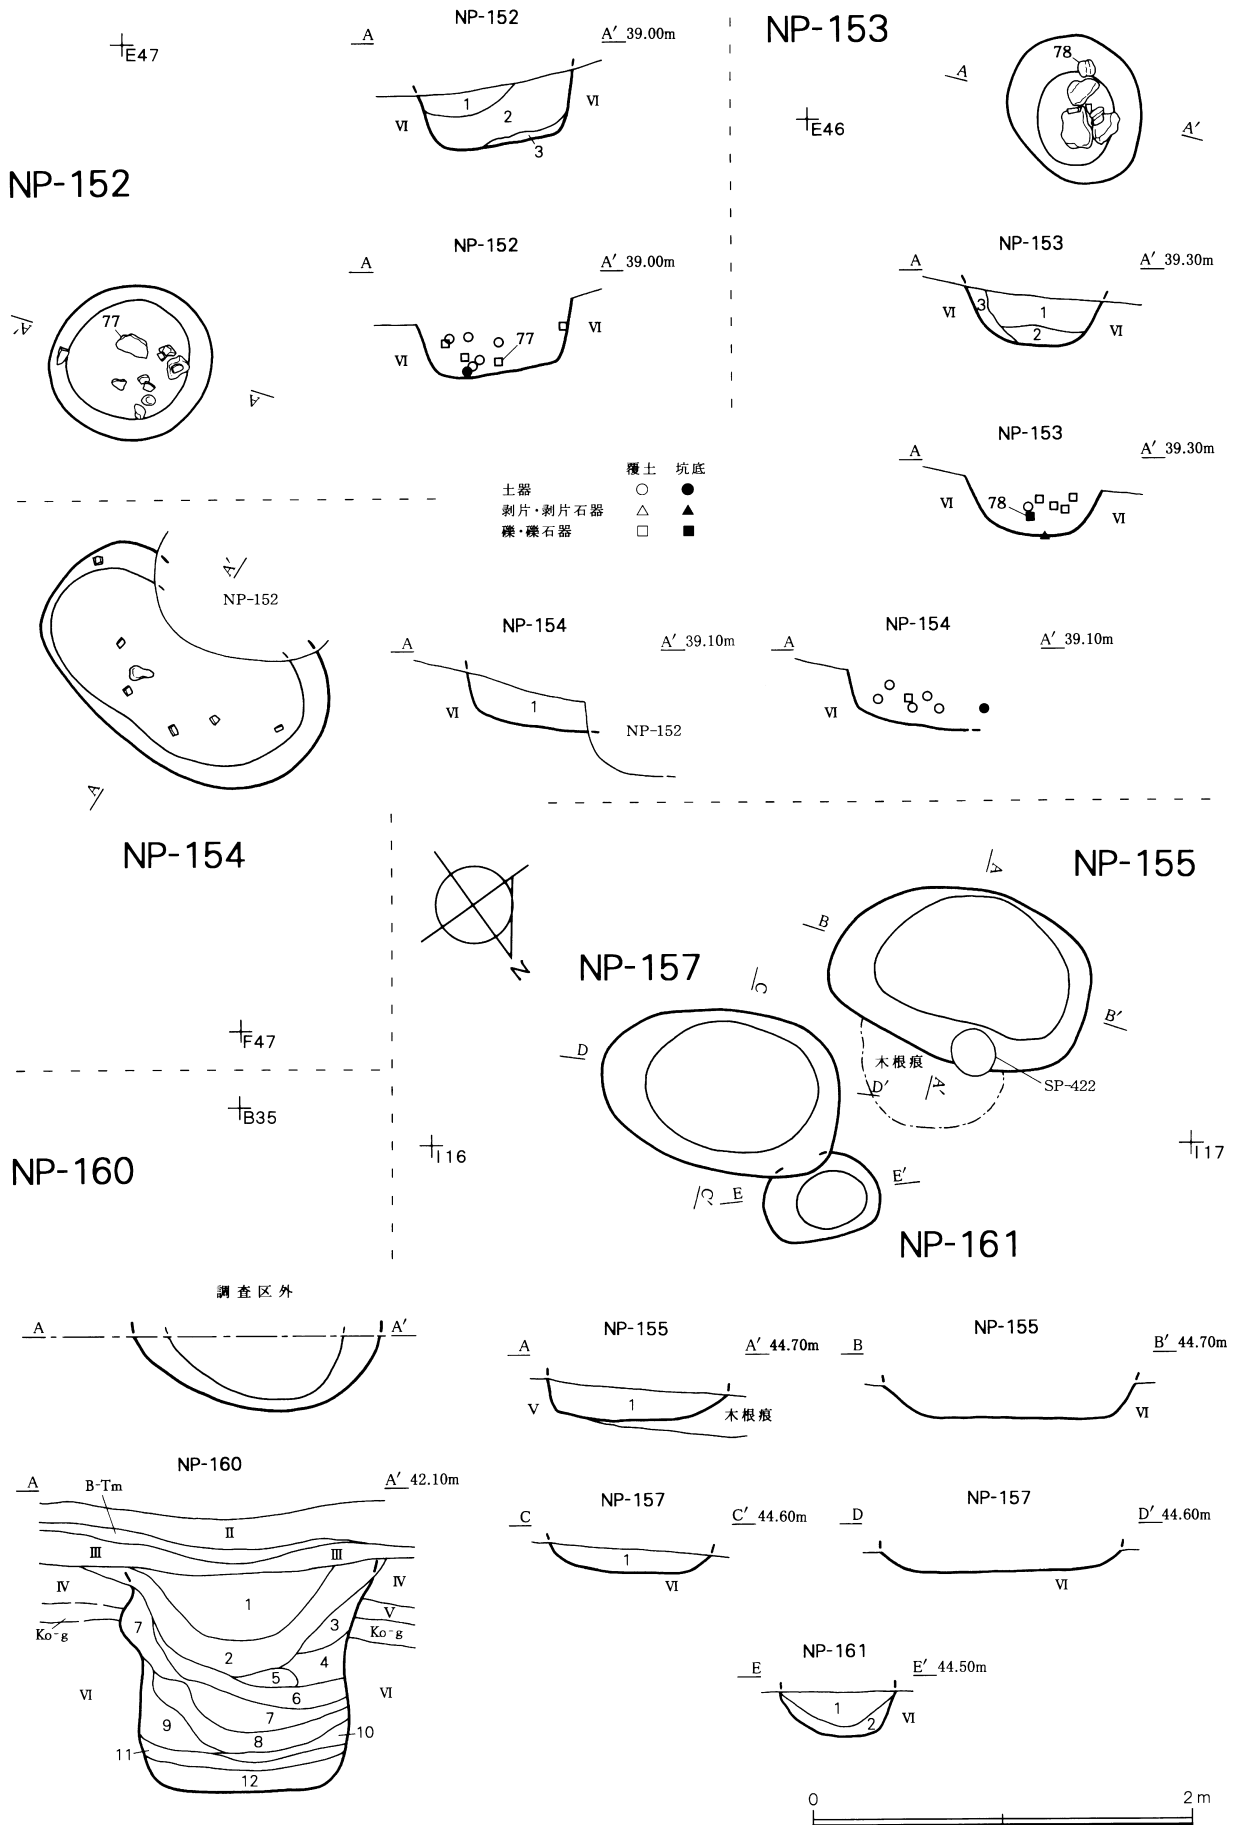 NP-152
A A′ 39.00m
E47
1
2
3
VI VI
NP-152
NP-152
A A′ 39.00m
77
VI VI
A′
77
A
NP-153
78
A
A′
E46
NP-153
A A′ 39.30m
3 1
2
VI VI
NP-153
A A′ 39.30m
78
VI VI
覆土 坑底
土器 ○ ●
剥片・剥片石器 △ ▲
礫・礫石器 □ ■
A′
NP-152
A
NP-154
F47
NP-154
A A′ 39.10m
1
VI
NP-152
NP-154
A A′ 39.10m
VI
N
NP-155
A
B
B′
木根痕
A′
SP-422
NP-157
C
D
D′
C′
E E′
NP-161
I16
I17
B35
NP-160
調査区外
A A′
NP-160
A A′ 42.10m
B-Tm
II
III III
IV IV
V
Ko-g Ko-g
VI VI
1
2
3
4
5
6
7
7
8
9
10
11
12
NP-155
A A′ 44.70m
1
V
木根痕
NP-155
B B′ 44.70m
VI
NP-157
C C′ 44.60m
1
VI
NP-157
D D′ 44.60m
VI
NP-161
E E′ 44.50m
1
2
VI
0 2m